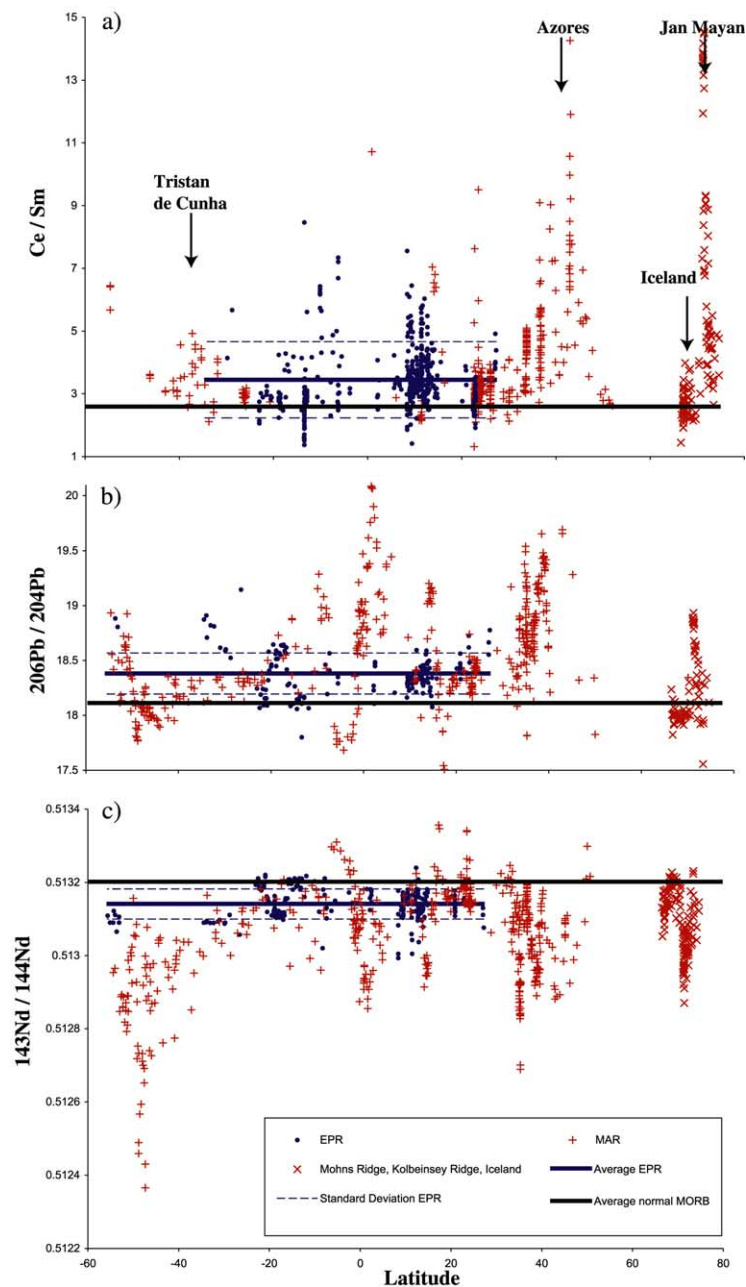 a)
15
13
11
9
7
5
3
1
Ce / Sm
Tristan
de Cunha
Azores
Jan Mayan
Iceland
b)
20
19.5
19
18.5
18
17.5
206Pb / 204Pb
c)
0.5134
0.5132
0.513
0.5128
0.5126
0.5124
0.5122
143Nd / 144Nd
EPR
MAR
Mohns Ridge, Kolbeinsey Ridge, Iceland
Average EPR
Standard Deviation EPR
Average normal MORB
-60 -40 -20 0 20 40 60 80
Latitude